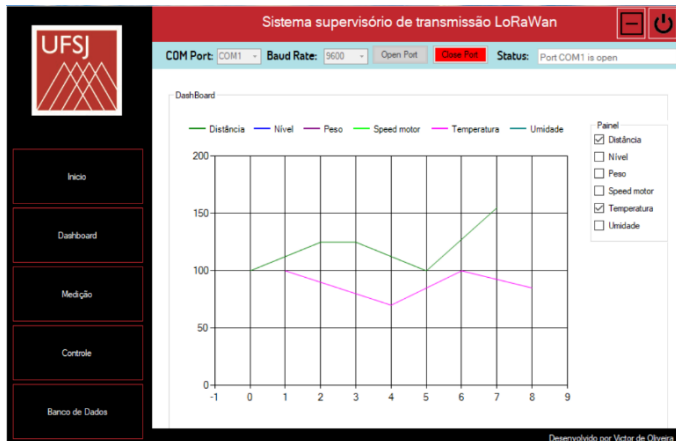 UFSJ
Sistema supervisório de transmissão LoRaWan
COM Port: COM1 Baud Rate: 9600 Open Port Close Port Status: Port COM1 is open
Inicio
Dashboard
Medição
Controle
Banco de Dados
DashBoard
Distância Nível Peso Speed motor Temperatura Umidade
200
150
100
50
0
-1 0 1 2 3 4 5 6 7 8 9
Painel
Distância
Nível
Peso
Speed motor
Temperatura
Umidade
Desenvolvido por Victor de Oliveira